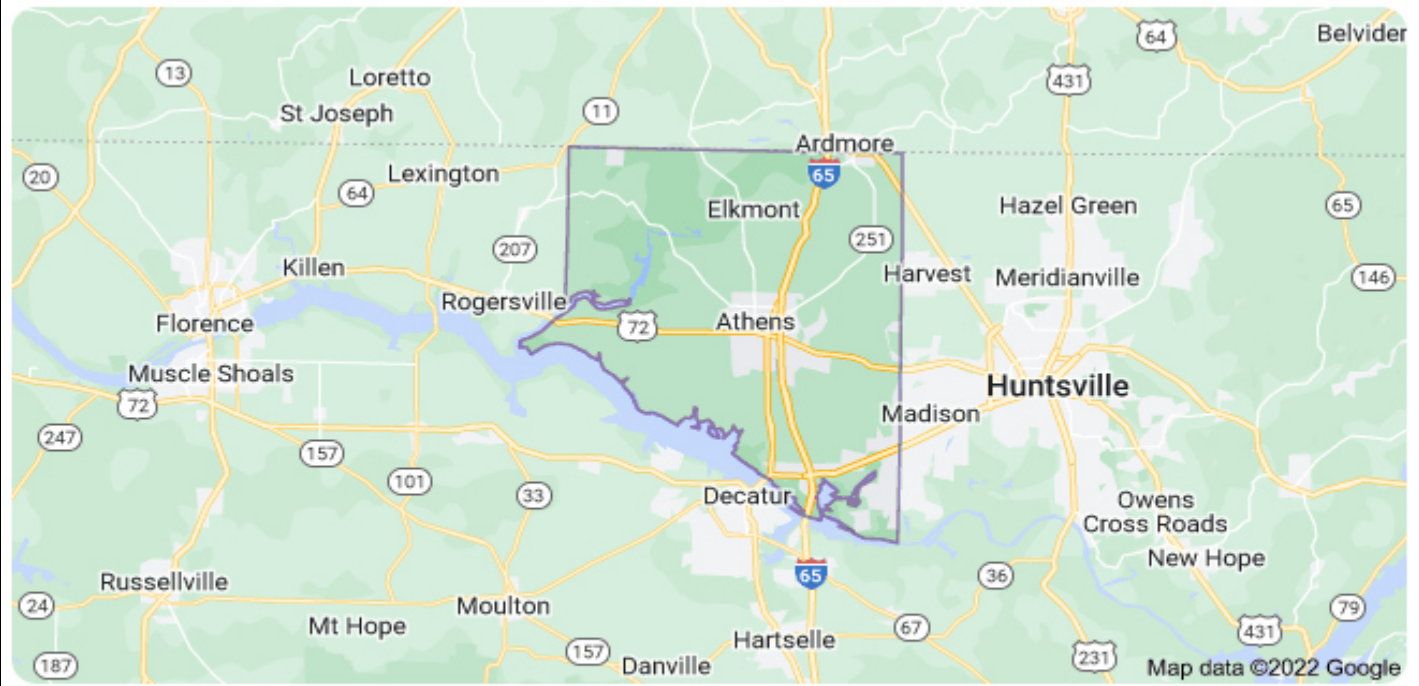 64
Belvider
13
Loretto
431
St Joseph
11
Ardmore
20
Lexington
65
64
Elkmont
Hazel Green
65
207
251
Killen
Harvest
Meridianville
146
Rogersville
Florence
72
Athens
Muscle Shoals
Huntsville
72
Madison
247
157
101
33
Decatur
Owens
Cross Roads
New Hope
65
36
Russellville
24
Moulton
79
Mt Hope
67
431
Hartselle
187
157
Danville
231
Map data ©2022 Google